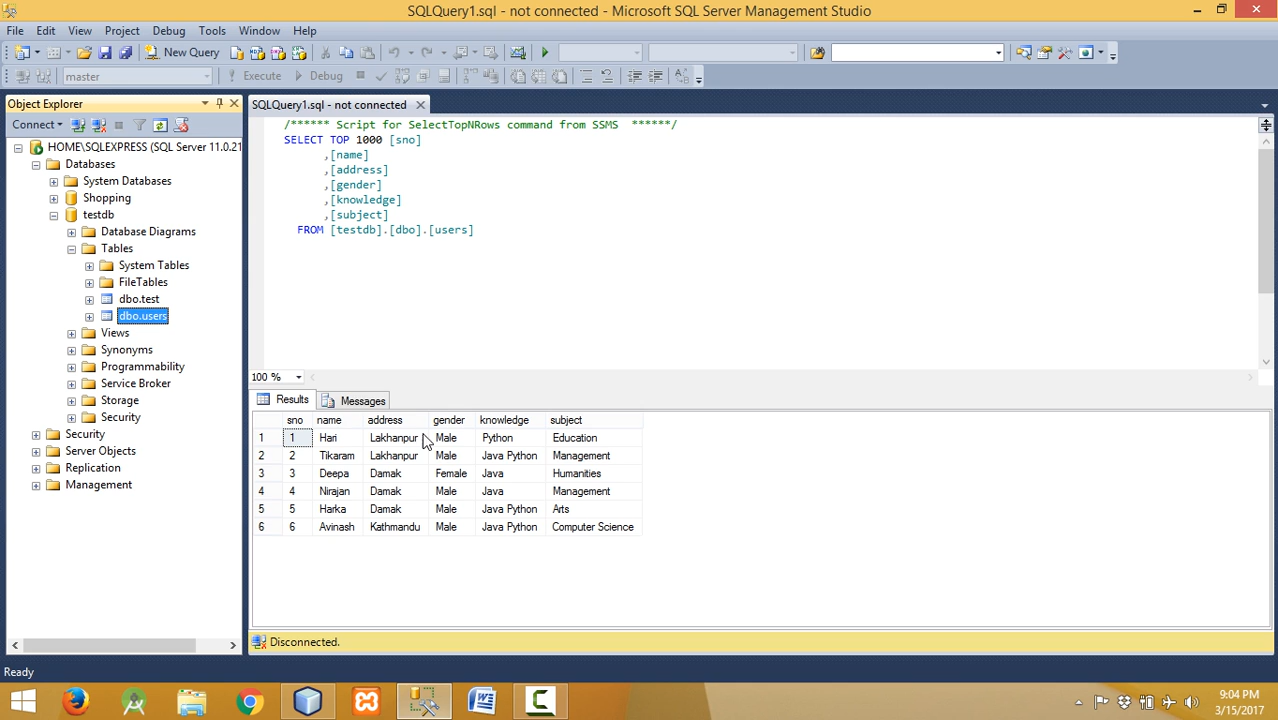 SQLQuery1.sql - not connected - Microsoft SQL Server Management Studio
File Edit View Project Debug Tools Window Help
New Query
master Execute Debug
Object Explorer
Connect
HOME\SQLEXPRESS (SQL Server 11.0.21
Databases
System Databases
Shopping
testdb
Database Diagrams
Tables
System Tables
FileTables
dbo.test
dbo.users
Views
Synonyms
Programmability
Service Broker
Storage
Security
Security
Server Objects
Replication
Management
SQLQuery1.sql - not connected
/****** Script for SelectTopNRows command from SSMS ******/
SELECT TOP 1000 [sno]
,[name]
,[address]
,[gender]
,[knowledge]
,[subject]
FROM [testdb].[dbo].[users]
100 %
Results Messages
sno name address gender knowledge subject
1 1 Hari Lakhanpur Male Python Education
2 2 Tikaram Lakhanpur Male Java Python Management
3 3 Deepa Damak Female Java Humanities
4 4 Nirajan Damak Male Java Management
5 5 Harka Damak Male Java Python Arts
6 6 Avinash Kathmandu Male Java Python Computer Science
Disconnected.
Ready
9:04 PM
3/15/2017